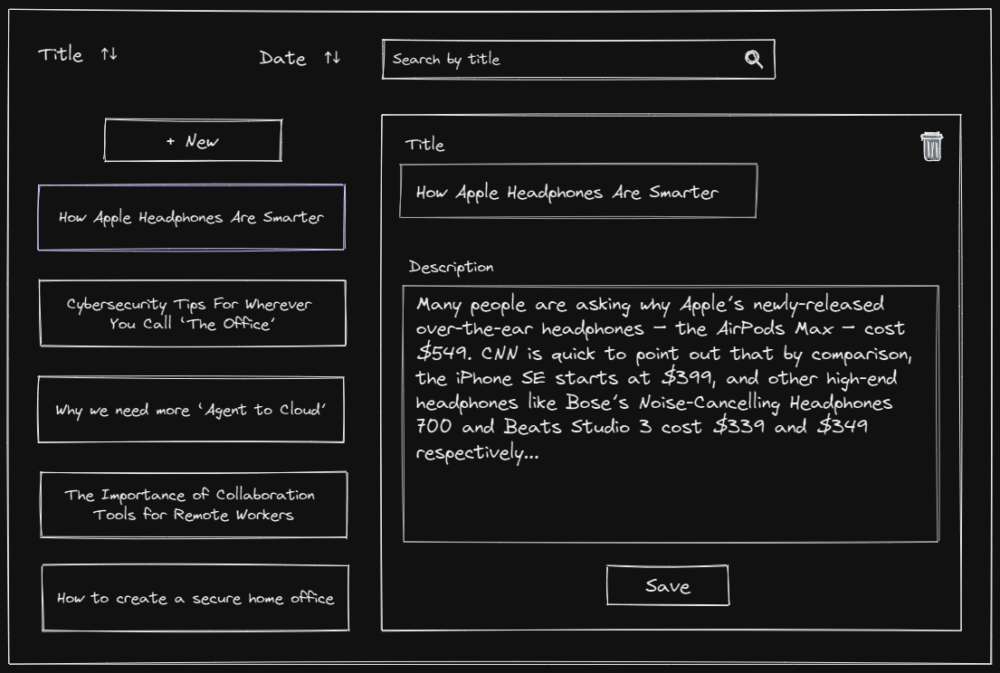 Title ↑↓
Date ↑↓
Search by title
+ New
How Apple Headphones Are Smarter
Cybersecurity Tips For Wherever
You Call ‘The Office’
Why we need more ‘Agent to Cloud’
The Importance of Collaboration
Tools for Remote Workers
How to create a secure home office
Title
How Apple Headphones Are Smarter
Description
Many people are asking why Apple’s newly-released
over-the-ear headphones — the AirPods Max — cost
$549. CNN is quick to point out that by comparison,
the iPhone SE starts at $399, and other high-end
headphones like Bose’s Noise-Cancelling Headphones
700 and Beats Studio 3 cost $339 and $349
respectively...
Save